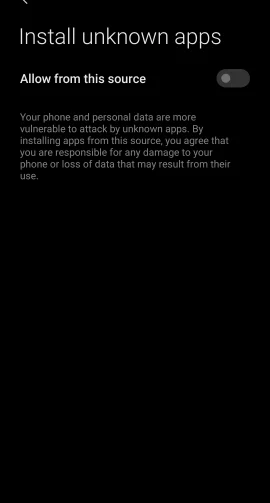 Install unknown apps
Allow from this source
Your phone and personal data are more
vulnerable to attack by unknown apps. By
installing apps from this source, you agree that
you are responsible for any damage to your
phone or loss of data that may result from their
use.